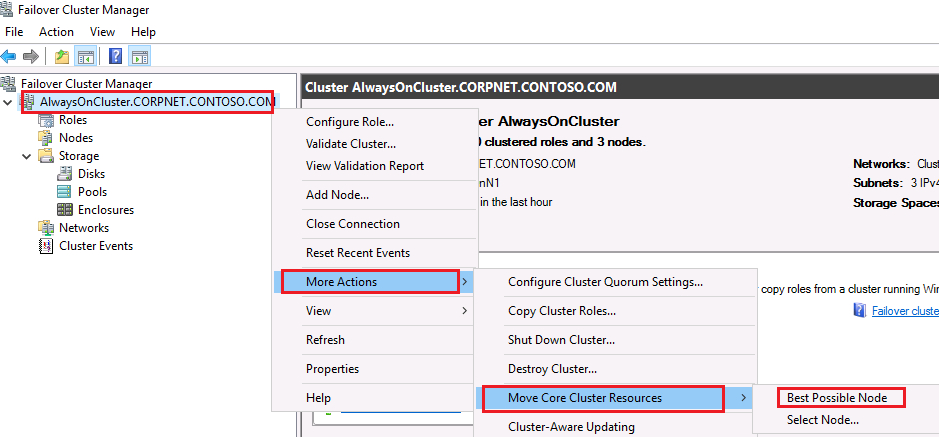 Failover Cluster Manager
File Action View Help
Failover Cluster Manager
AlwaysOnCluster.CORPNET.CONTOSO.COM
Roles
Nodes
Storage
Disks
Pools
Enclosures
Networks
Cluster Events
Cluster AlwaysOnCluster.CORPNET.CONTOSO.COM
er AlwaysOnCluster
clustered roles and 3 nodes.
ET.CONTOSO.COM
nN1
in the last hour
Networks: Clust
Subnets: 3 IPv4
Storage Spaces
copy roles from a cluster running Win
Failover cluste
Configure Role...
Validate Cluster...
View Validation Report
Add Node...
Close Connection
Reset Recent Events
More Actions
View
Refresh
Properties
Help
Configure Cluster Quorum Settings...
Copy Cluster Roles...
Shut Down Cluster...
Destroy Cluster...
Move Core Cluster Resources
Cluster-Aware Updating
Best Possible Node
Select Node...